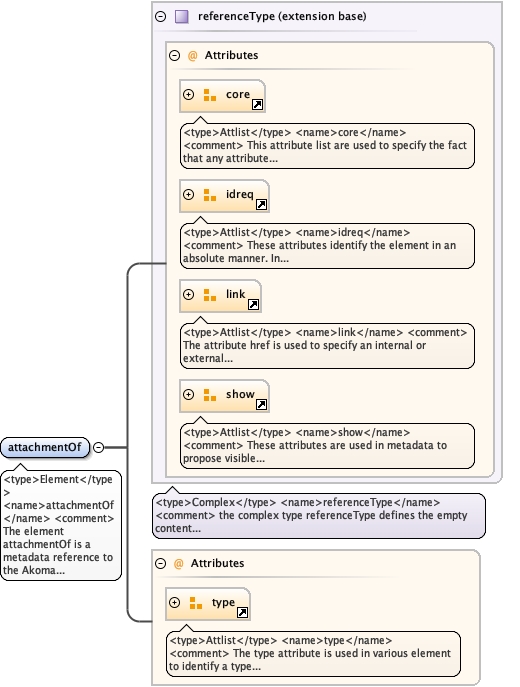 referenceType (extension base)
@ Attributes
core
<type>Attlist</type> <name>core</name>
<comment> This attribute list are used to specify the fact
that any attribute...
idreq
<type>Attlist</type> <name>idreq</name>
<comment> These attributes identify the element in an
absolute manner. In...
link
<type>Attlist</type> <name>link</name> <comment>
The attribute href is used to specify an internal or
external...
show
<type>Attlist</type> <name>show</name>
<comment> These attributes are used in metadata to
propose visible...
attachmentOf
<type>Element</type
>
<name>attachmentOf
</name> <comment>
The element
attachmentOf is a
metadata reference to
the Akoma...
<type>Complex</type> <name>referenceType</name>
<comment> the complex type referenceType defines the empty
content...
@ Attributes
type
<type>Attlist</type> <name>type</name>
<comment> The type attribute is used in various element
to identify a type...